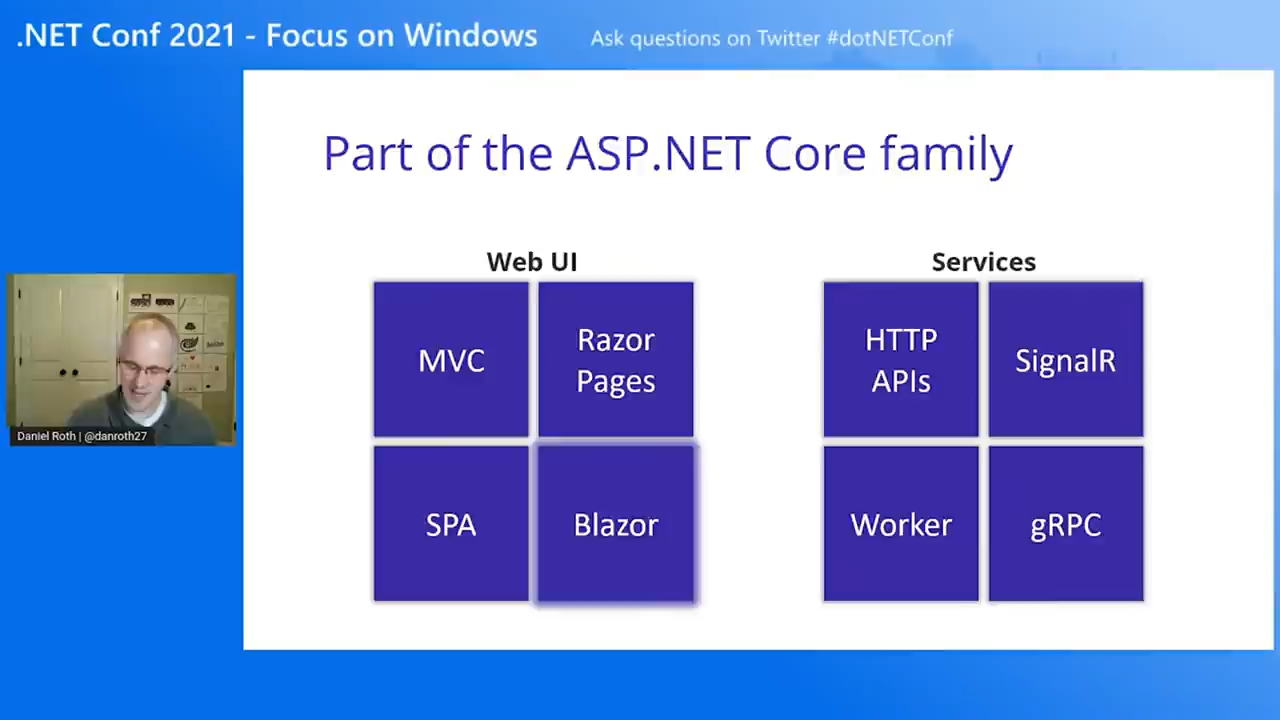 .NET Conf 2021 - Focus on Windows
Ask questions on Twitter #dotNETConf
Part of the ASP.NET Core family
Web UI
MVC
Razor
Pages
SPA
Blazor
Services
HTTP
APIs
SignalR
Worker
gRPC
Daniel Roth | @danroth27